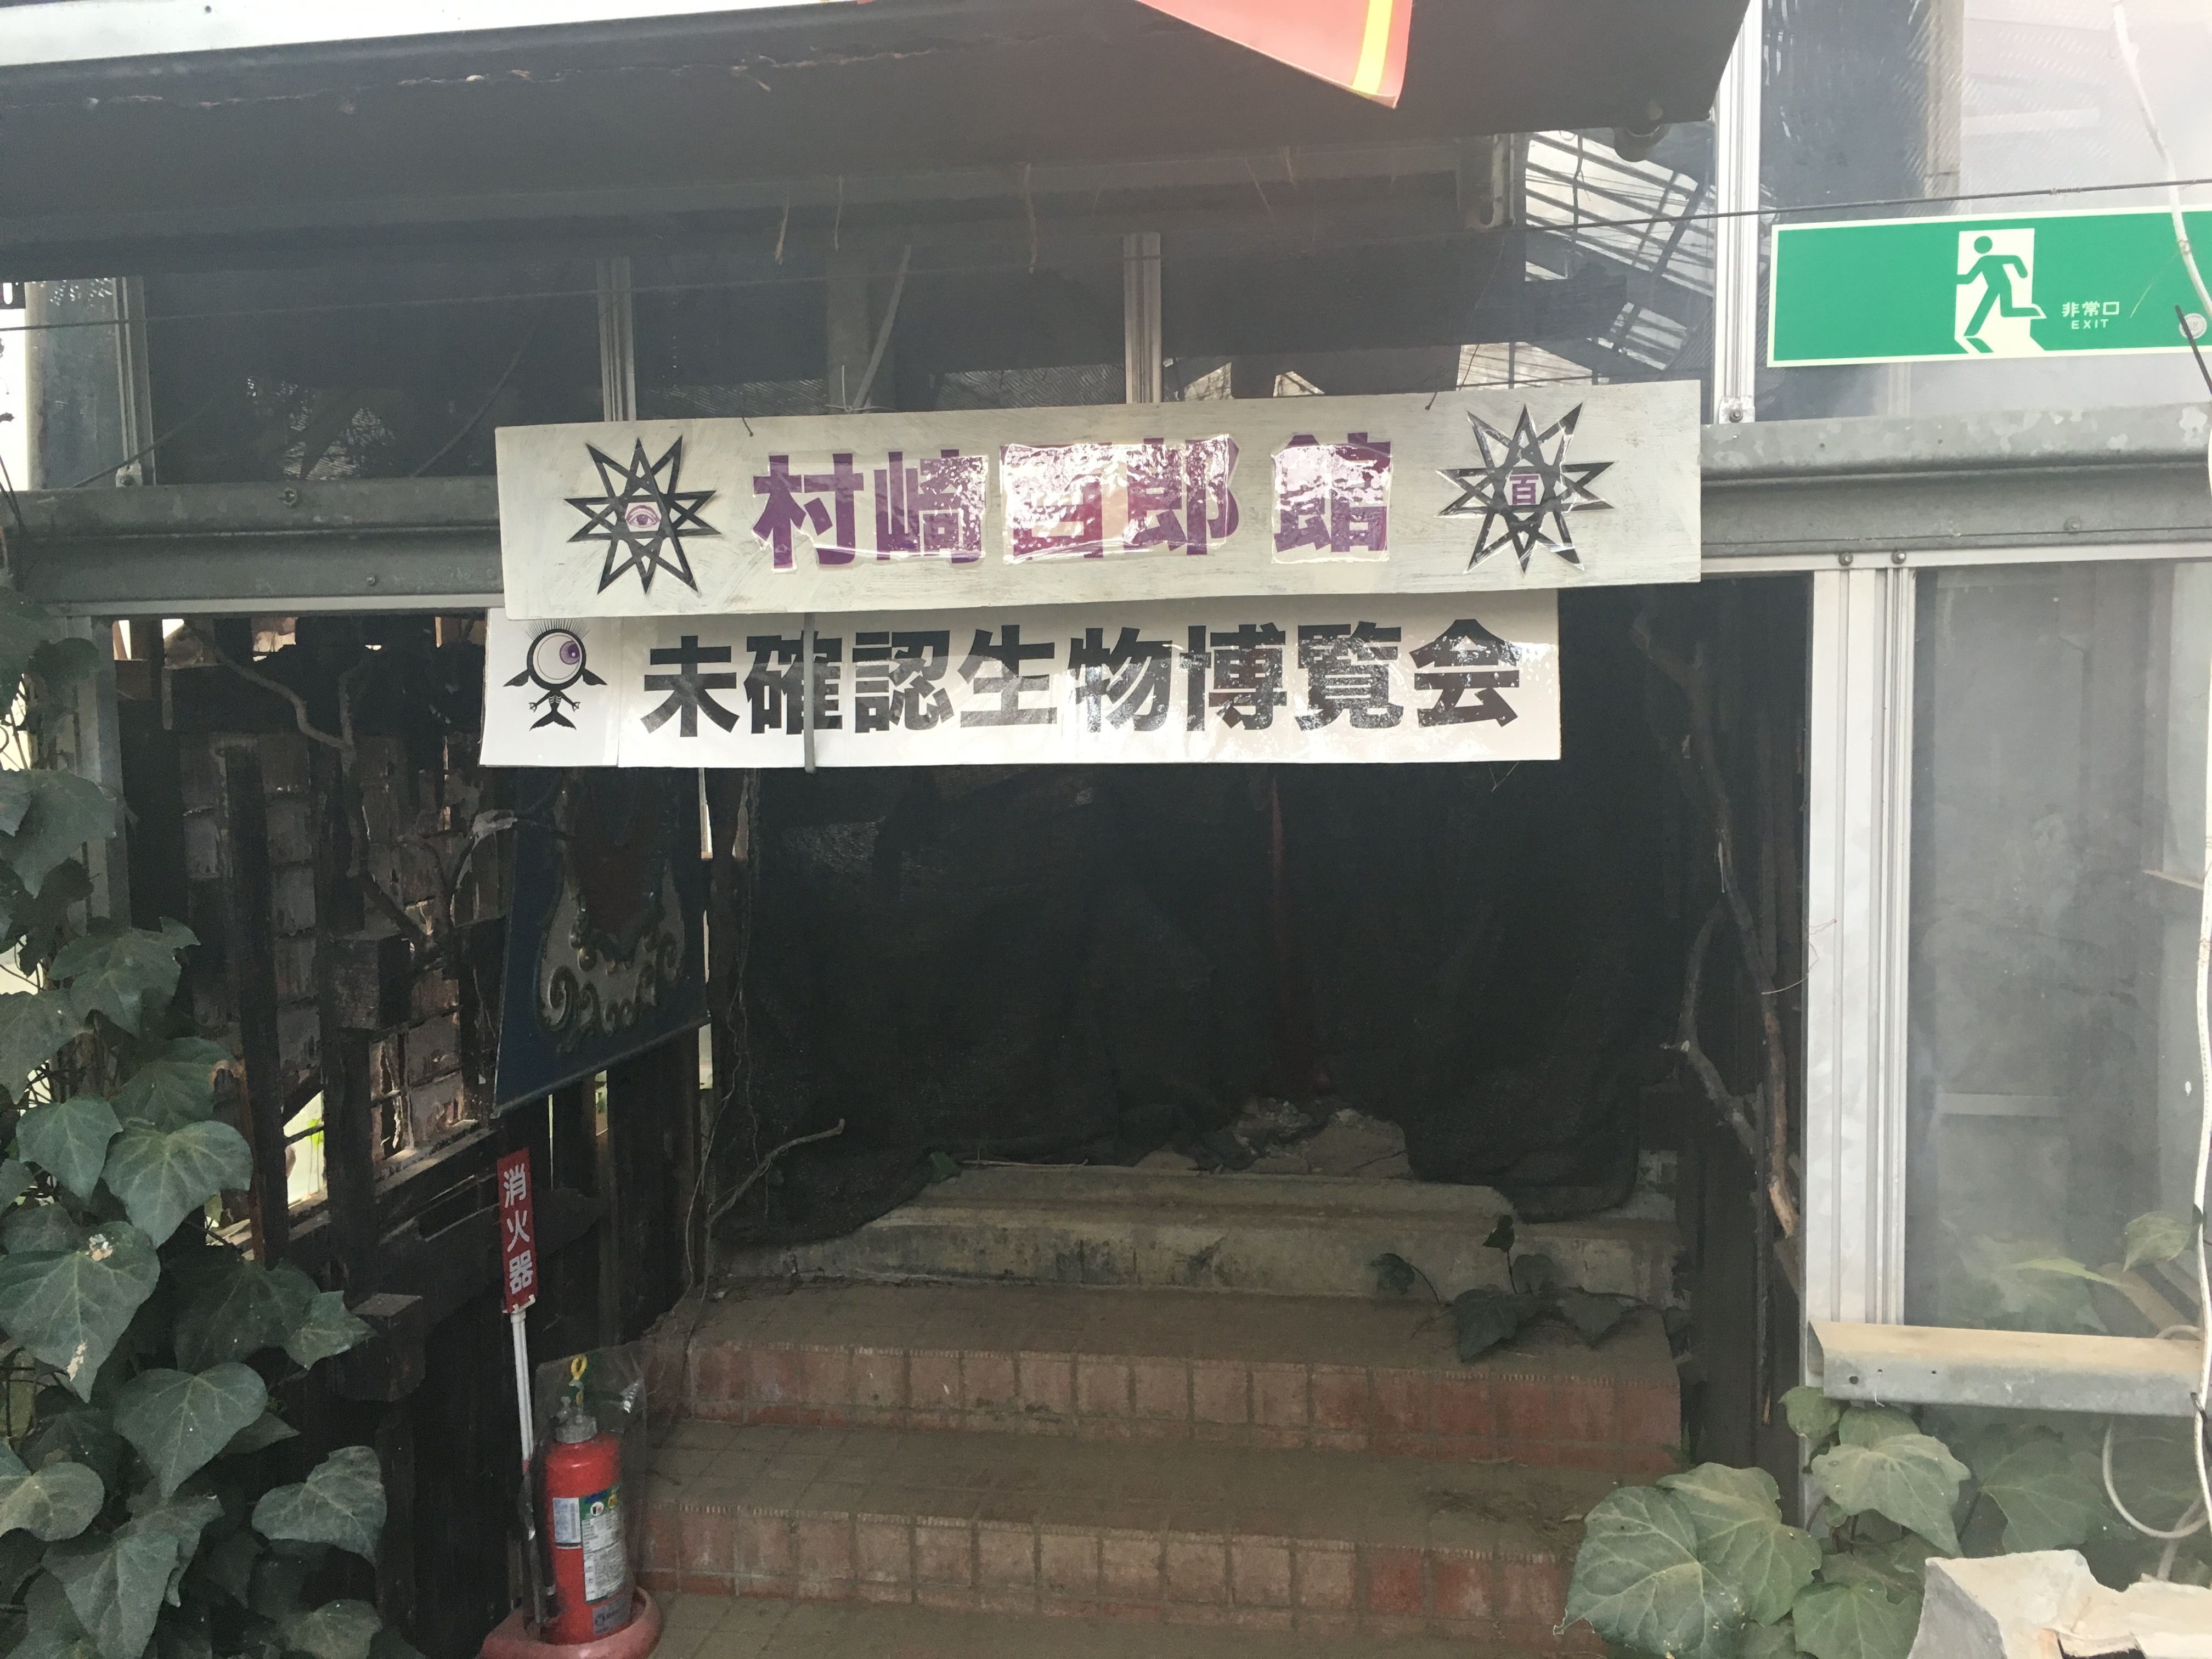 非常口
EXIT
村崎百郎館
百
未確認生物博覧会
消火器